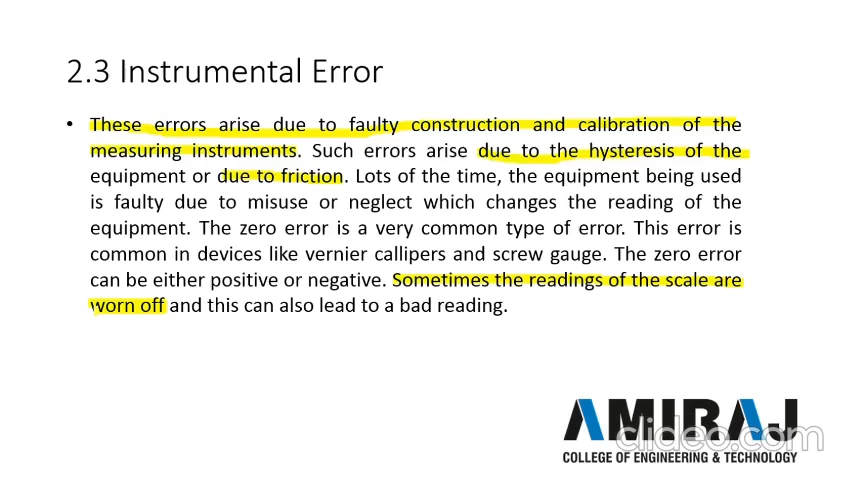 2.3 Instrumental Error
• These errors arise due to faulty construction and calibration of the
measuring instruments. Such errors arise due to the hysteresis of the
equipment or due to friction. Lots of the time, the equipment being used
is faulty due to misuse or neglect which changes the reading of the
equipment. The zero error is a very common type of error. This error is
common in devices like vernier callipers and screw gauge. The zero error
can be either positive or negative. Sometimes the readings of the scale are
worn off and this can also lead to a bad reading.
AMIRAJ
clideo.com
COLLEGE OF ENGINEERING & TECHNOLOGY